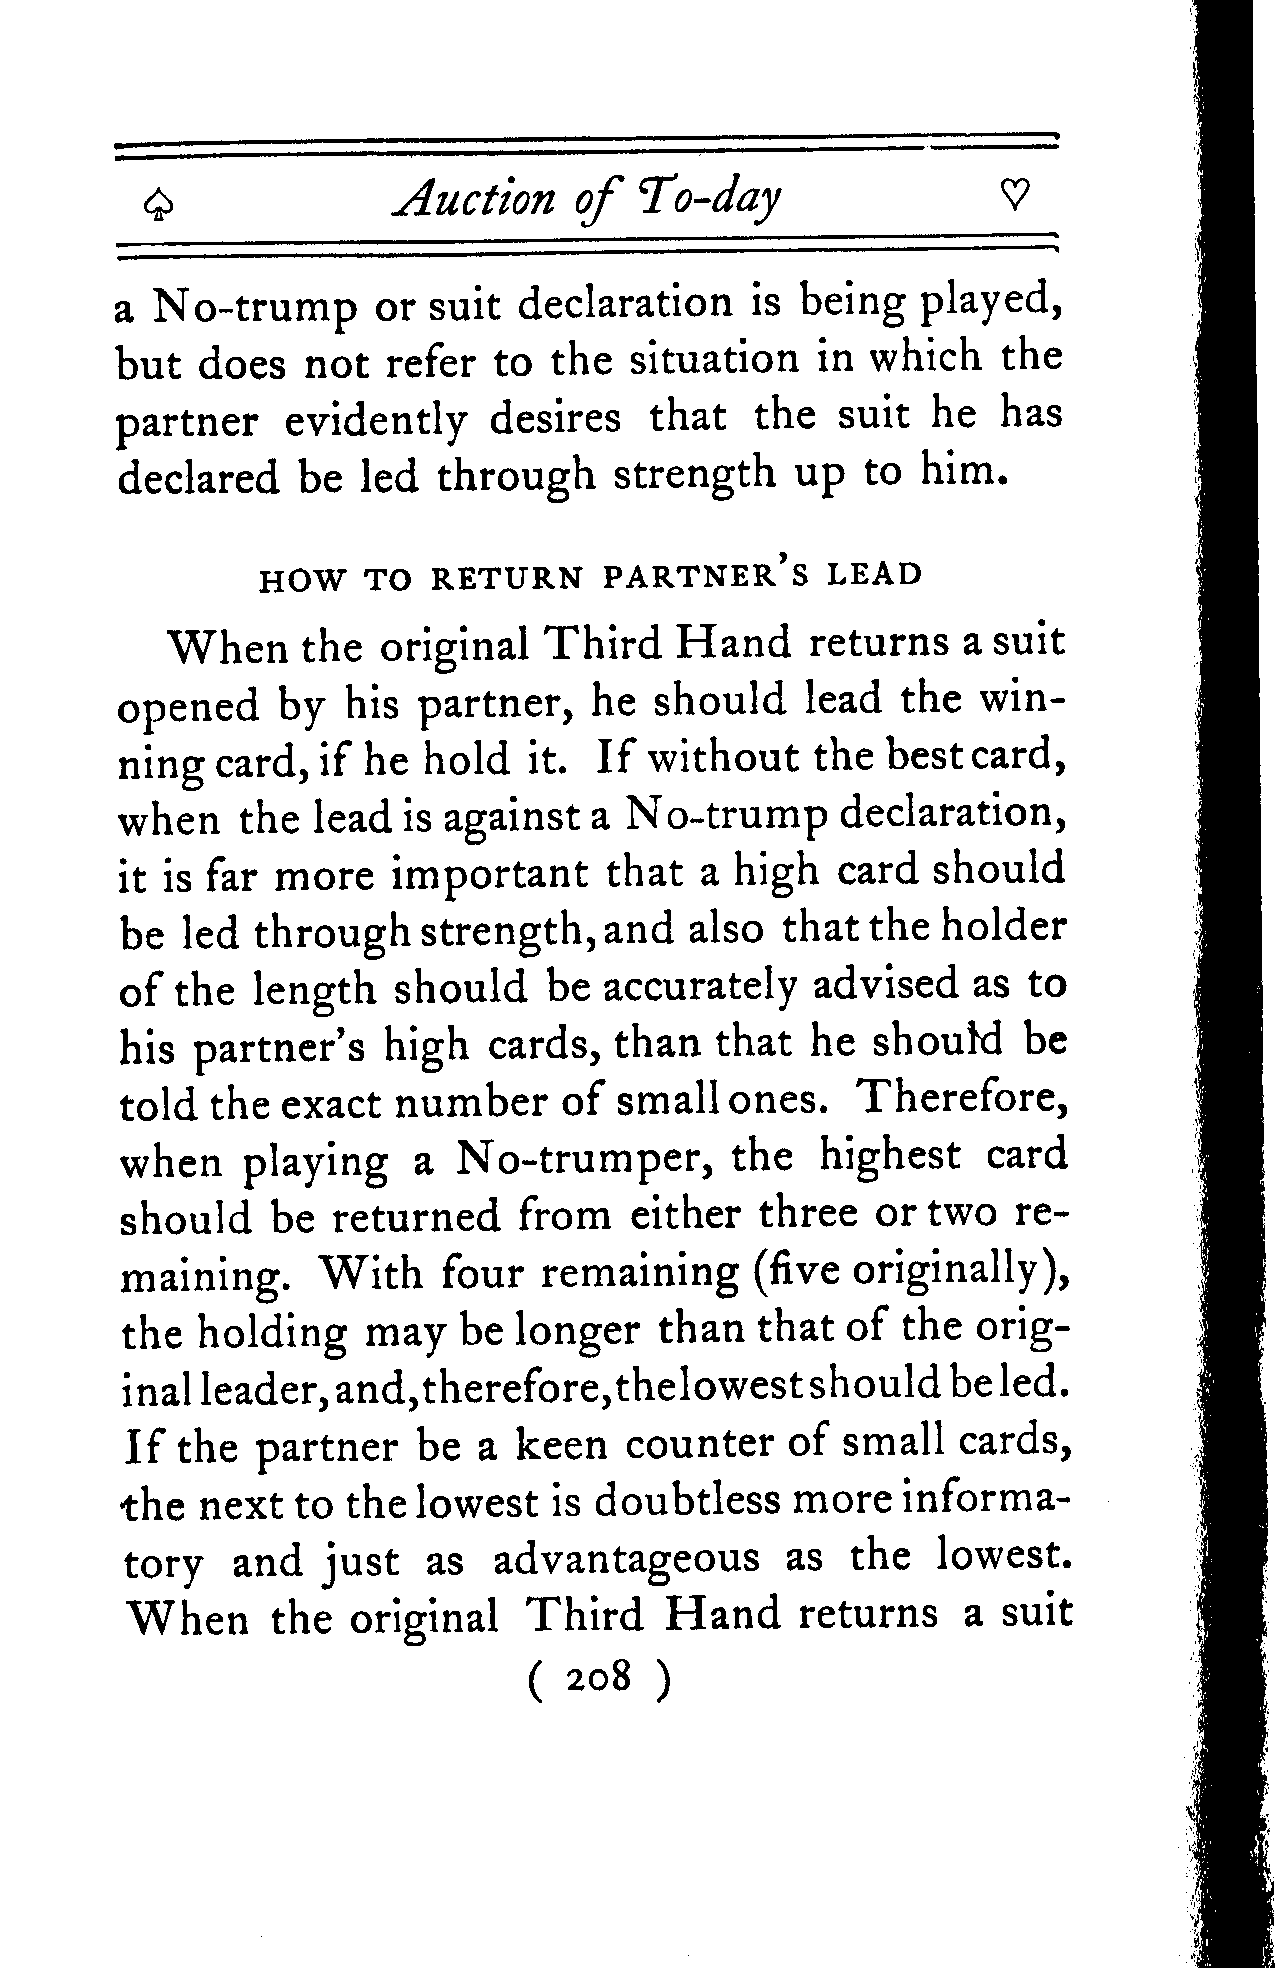 ♤ Auction of To-day ♡
a No-trump or suit declaration is being played,
but does not refer to the situation in which the
partner evidently desires that the suit he has
declared be led through strength up to him.
HOW TO RETURN PARTNER'S LEAD
When the original Third Hand returns a suit
opened by his partner, he should lead the win-
ning card, if he hold it. If without the best card,
when the lead is against a No-trump declaration,
it is far more important that a high card should
be led through strength, and also that the holder
of the length should be accurately advised as to
his partner's high cards, than that he should be
told the exact number of small ones. Therefore,
when playing a No-trumper, the highest card
should be returned from either three or two re-
maining. With four remaining (five originally),
the holding may be longer than that of the orig-
inal leader, and, therefore, the lowest should be led.
If the partner be a keen counter of small cards,
the next to the lowest is doubtless more informa-
tory and just as advantageous as the lowest.
When the original Third Hand returns a suit
( 208 )